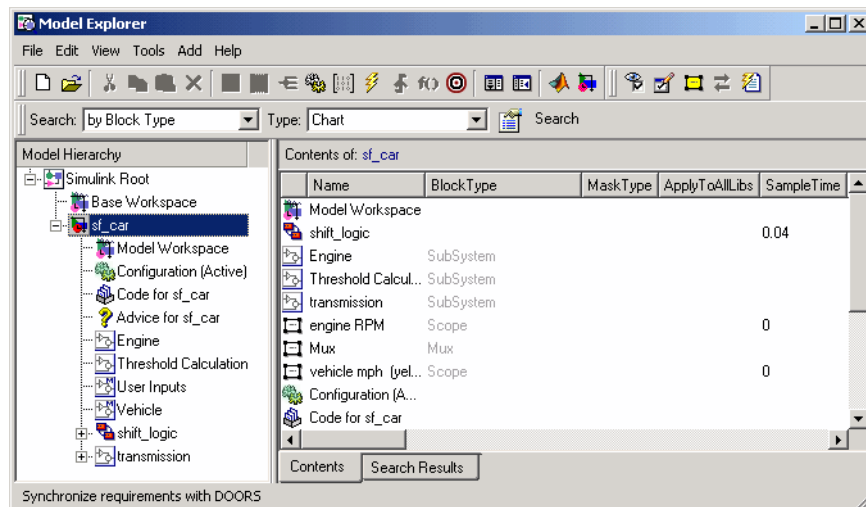 Model Explorer
File Edit View Tools Add Help
Search: by Block Type Type: Chart Search
Model Hierarchy
Simulink Root
Base Workspace
sf_car
Model Workspace
Configuration (Active)
Code for sf_car
Advice for sf_car
Engine
Threshold Calculation
User Inputs
Vehicle
shift_logic
transmission
Contents of: sf_car
Name BlockType MaskType ApplyToAllLibs SampleTime
Model Workspace
shift_logic 0.04
Engine SubSystem
Threshold Calcul... SubSystem
transmission SubSystem
engine RPM Scope 0
Mux Mux
vehicle mph (yel... Scope 0
Configuration (A...
Code for sf_car
Contents Search Results
Synchronize requirements with DOORS